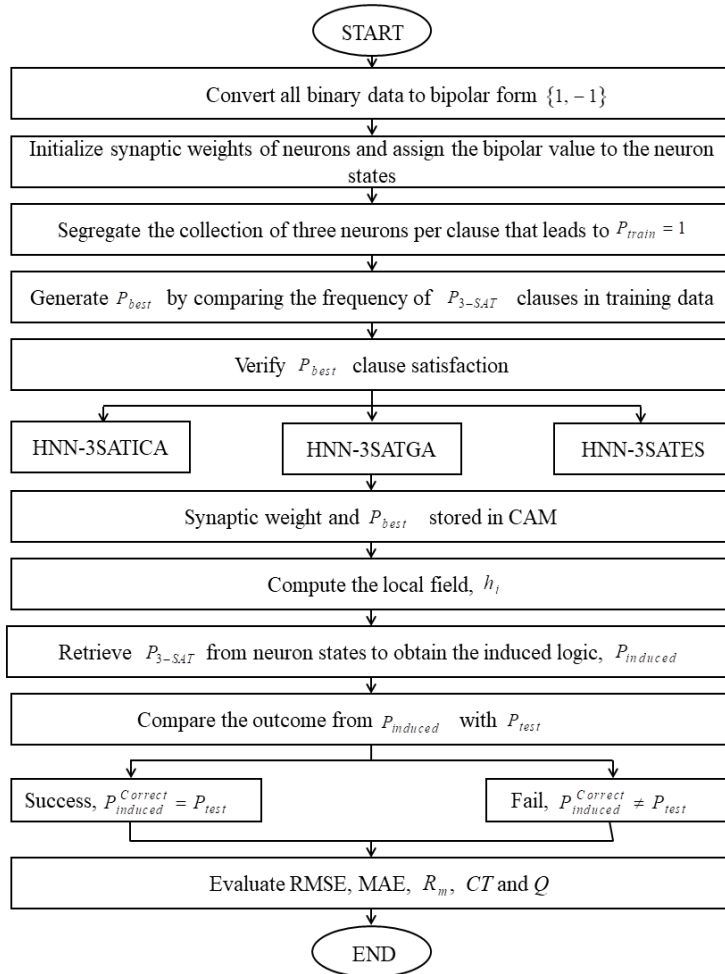 START
Convert all binary data to bipolar form {1, −1}
Initialize synaptic weights of neurons and assign the bipolar value to the neuron
states
Segregate the collection of three neurons per clause that leads to P_train = 1
Generate P_best by comparing the frequency of P_3−SAT clauses in training data
Verify P_best clause satisfaction
HNN-3SATICA
HNN-3SATGA
HNN-3SATES
Synaptic weight and P_best stored in CAM
Compute the local field, h_i
Retrieve P_3−SAT from neuron states to obtain the induced logic, P_induced
Compare the outcome from P_induced with P_test
Success, P_induced^Correct = P_test
Fail, P_induced^Correct ≠ P_test
Evaluate RMSE, MAE, R_m, CT and Q
END